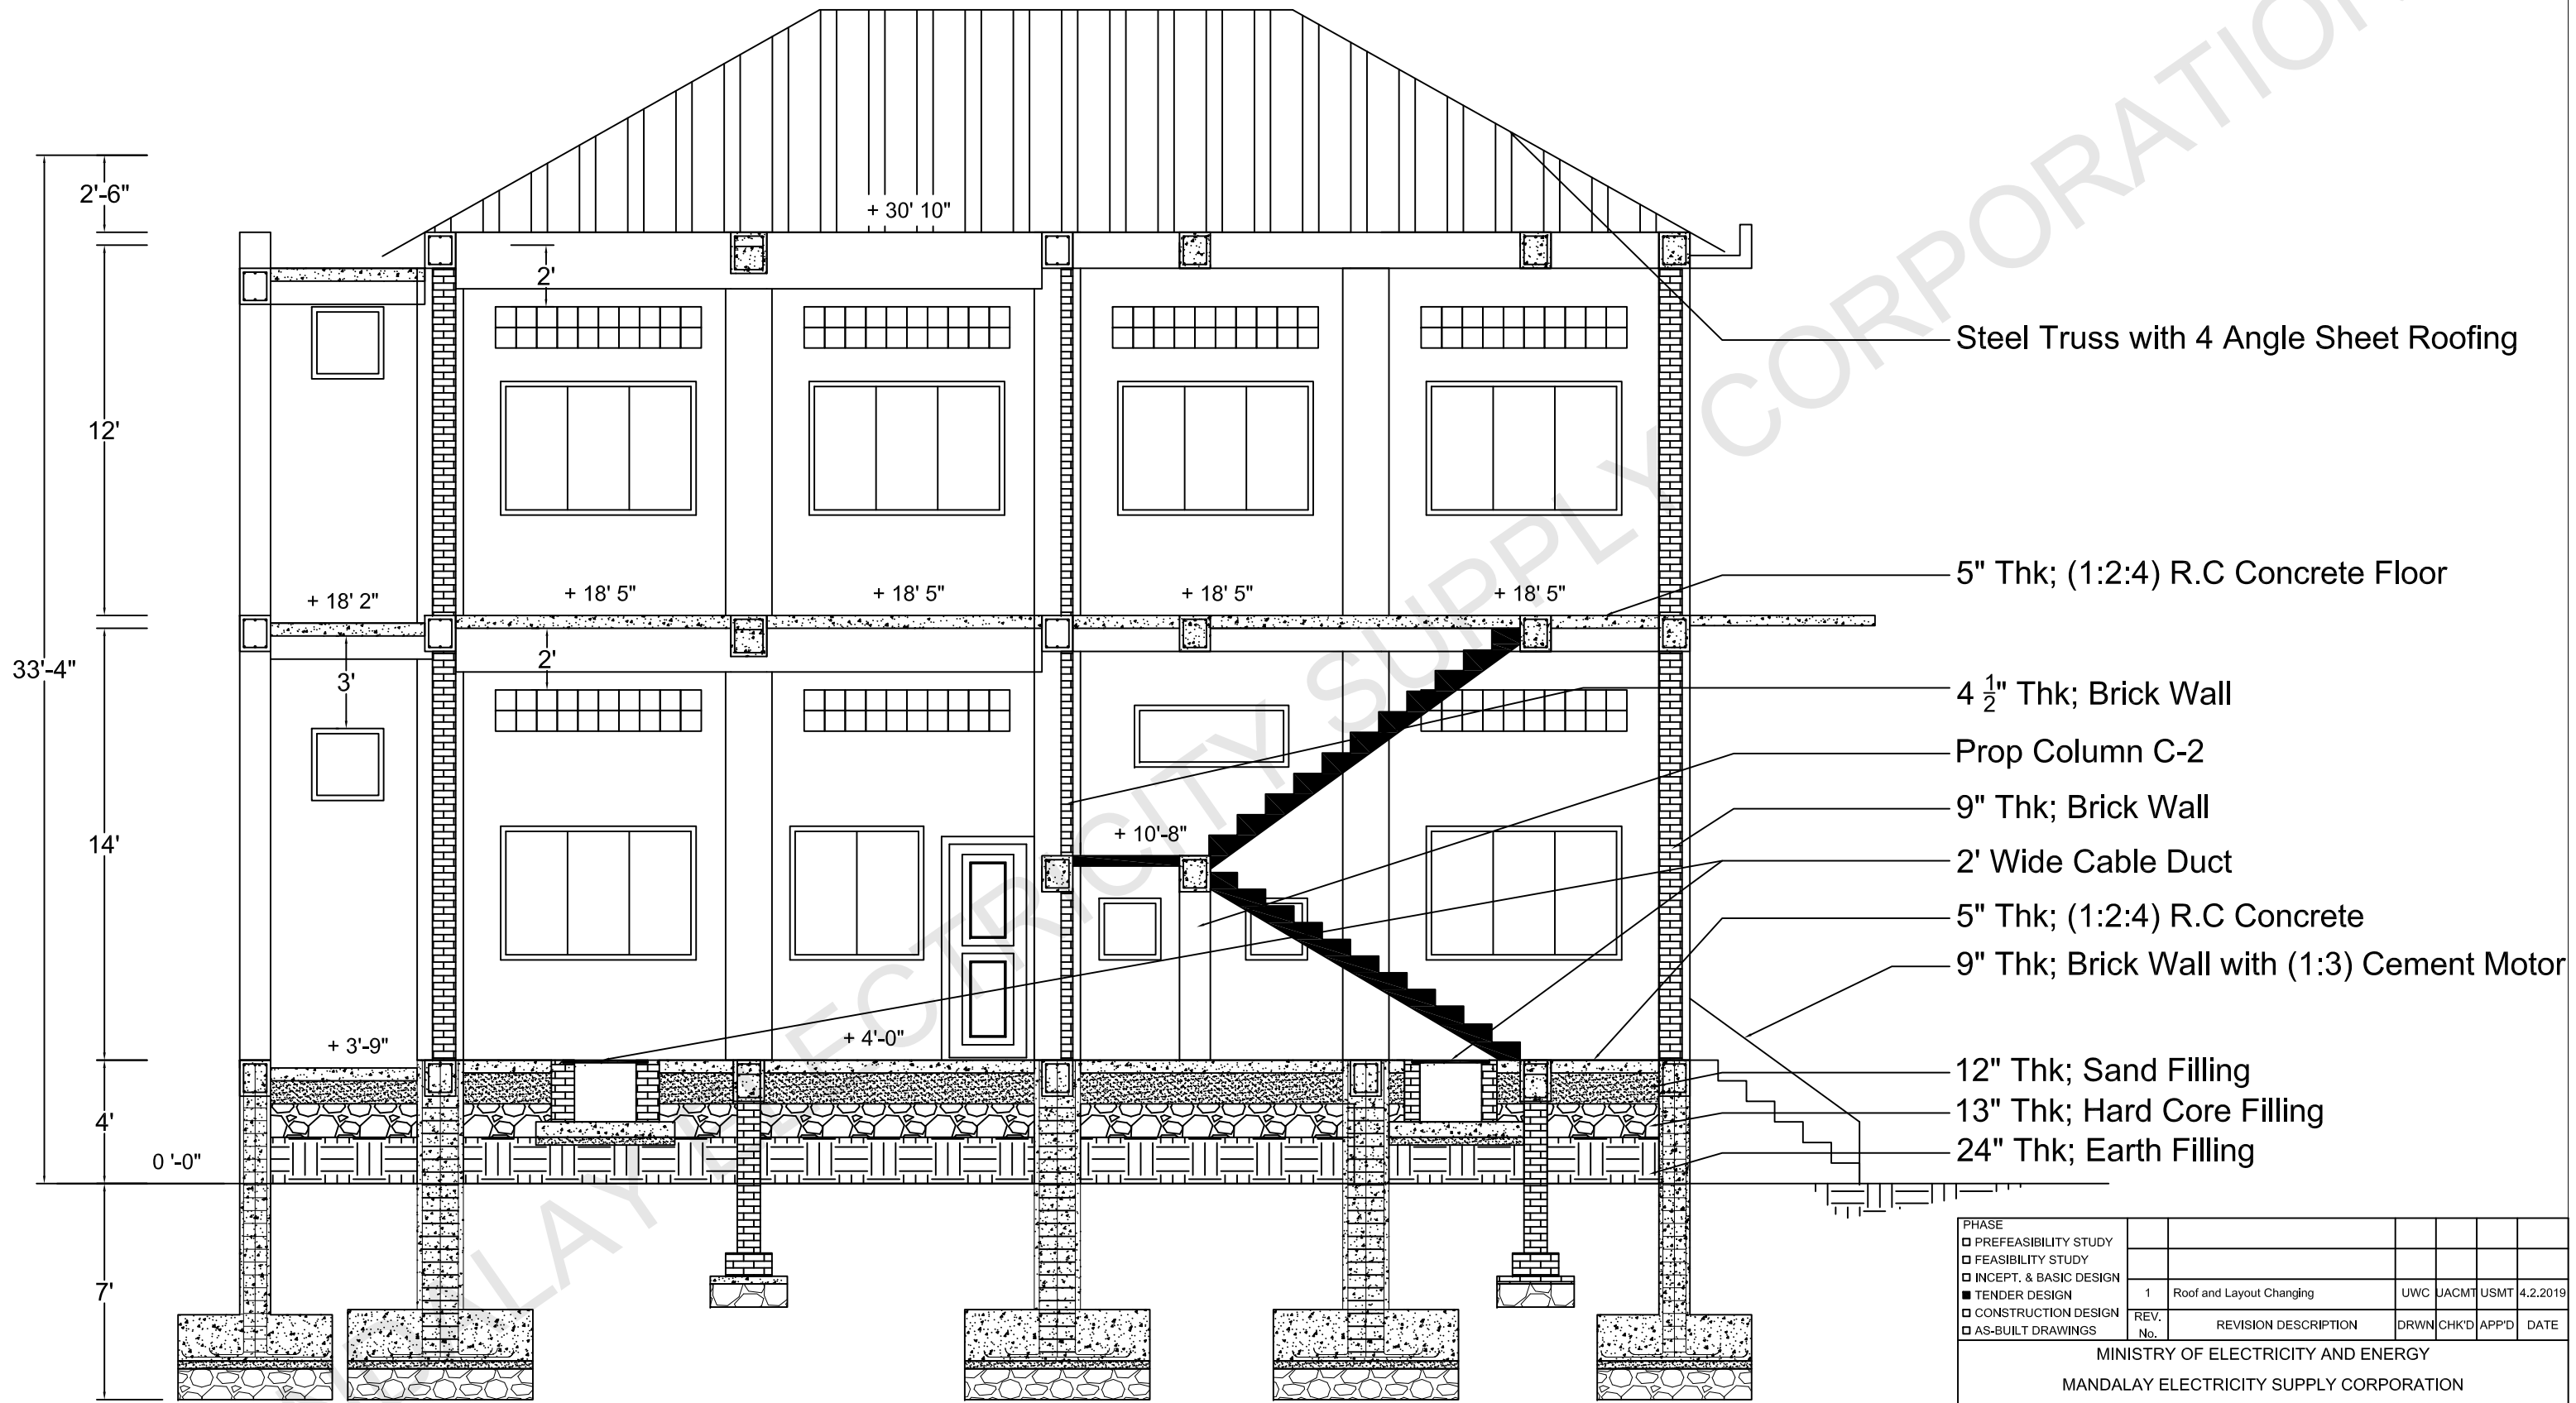 2'-6"
+ 30' 10"
2'
12'
Steel Truss with 4 Angle Sheet Roofing
5" Thk; (1:2:4) R.C Concrete Floor
+ 18' 2"
+ 18' 5"
+ 18' 5"
+ 18' 5"
+ 18' 5"
33'-4"
2'
3'
4 1/2" Thk; Brick Wall
Prop Column C-2
9" Thk; Brick Wall
14'
+ 10'-8"
2' Wide Cable Duct
5" Thk; (1:2:4) R.C Concrete
9" Thk; Brick Wall with (1:3) Cement Motor
+ 3'-9"
+ 4'-0"
12" Thk; Sand Filling
4'
13" Thk; Hard Core Filling
0 '-0"
24" Thk; Earth Filling
7'
PHASE
PREFEASIBILITY STUDY
FEASIBILITY STUDY
INCEPT. & BASIC DESIGN
TENDER DESIGN
CONSTRUCTION DESIGN
AS-BUILT DRAWINGS
1 Roof and Layout Changing UWC UACMT USMT 4.2.2019
REV. No. REVISION DESCRIPTION DRWN CHK'D APP'D DATE
MINISTRY OF ELECTRICITY AND ENERGY
MANDALAY ELECTRICITY SUPPLY CORPORATION
ELECTRICITY SUPPLY CORPORATION